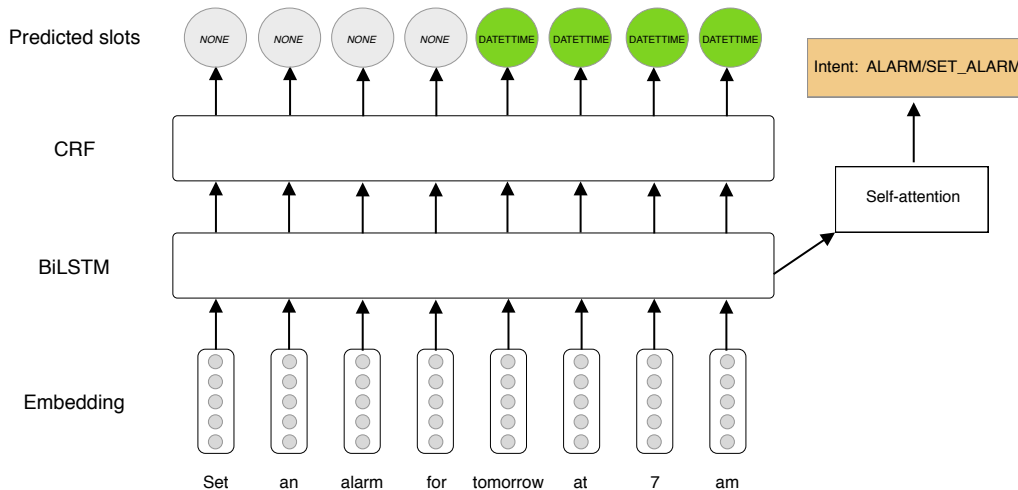 Predicted slots
NONE NONE NONE NONE DATETTIME DATETTIME DATETTIME DATETTIME
Intent: ALARM/SET_ALARM
CRF
Self-attention
BiLSTM
Embedding
Set an alarm for tomorrow at 7 am